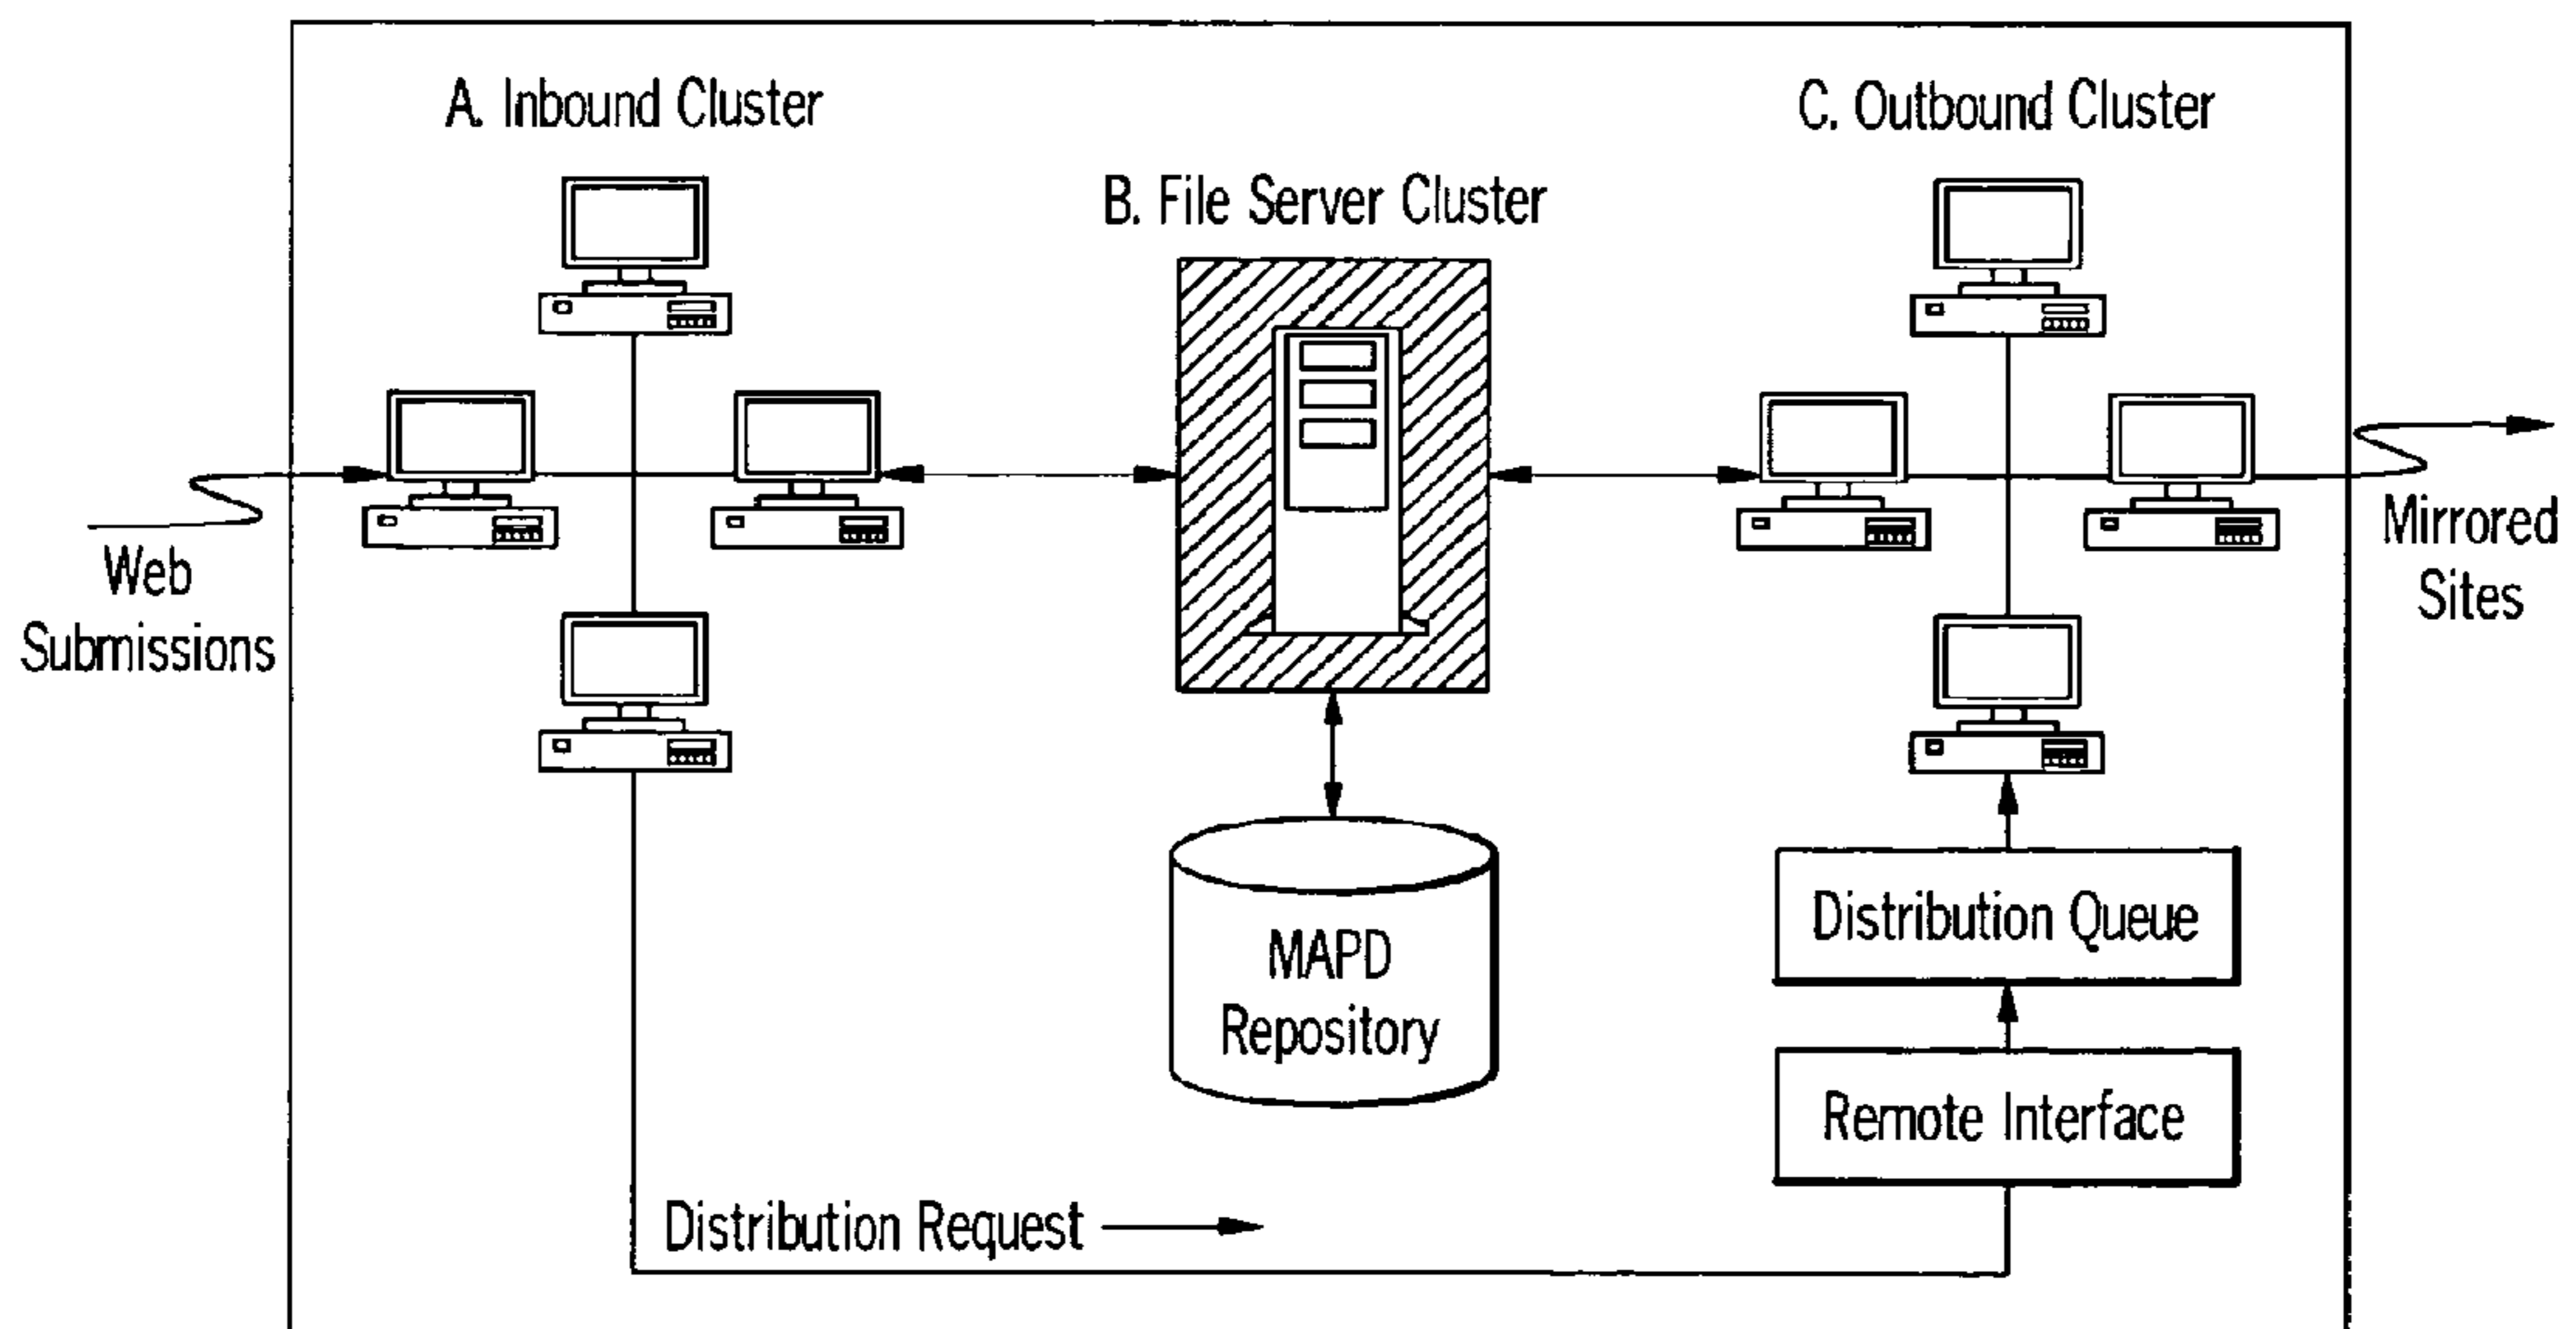 A. Inbound Cluster
C. Outbound Cluster
B. File Server Cluster
Web
Submissions
Mirrored
Sites
MAPD
Repository
Distribution Queue
Remote Interface
Distribution Request